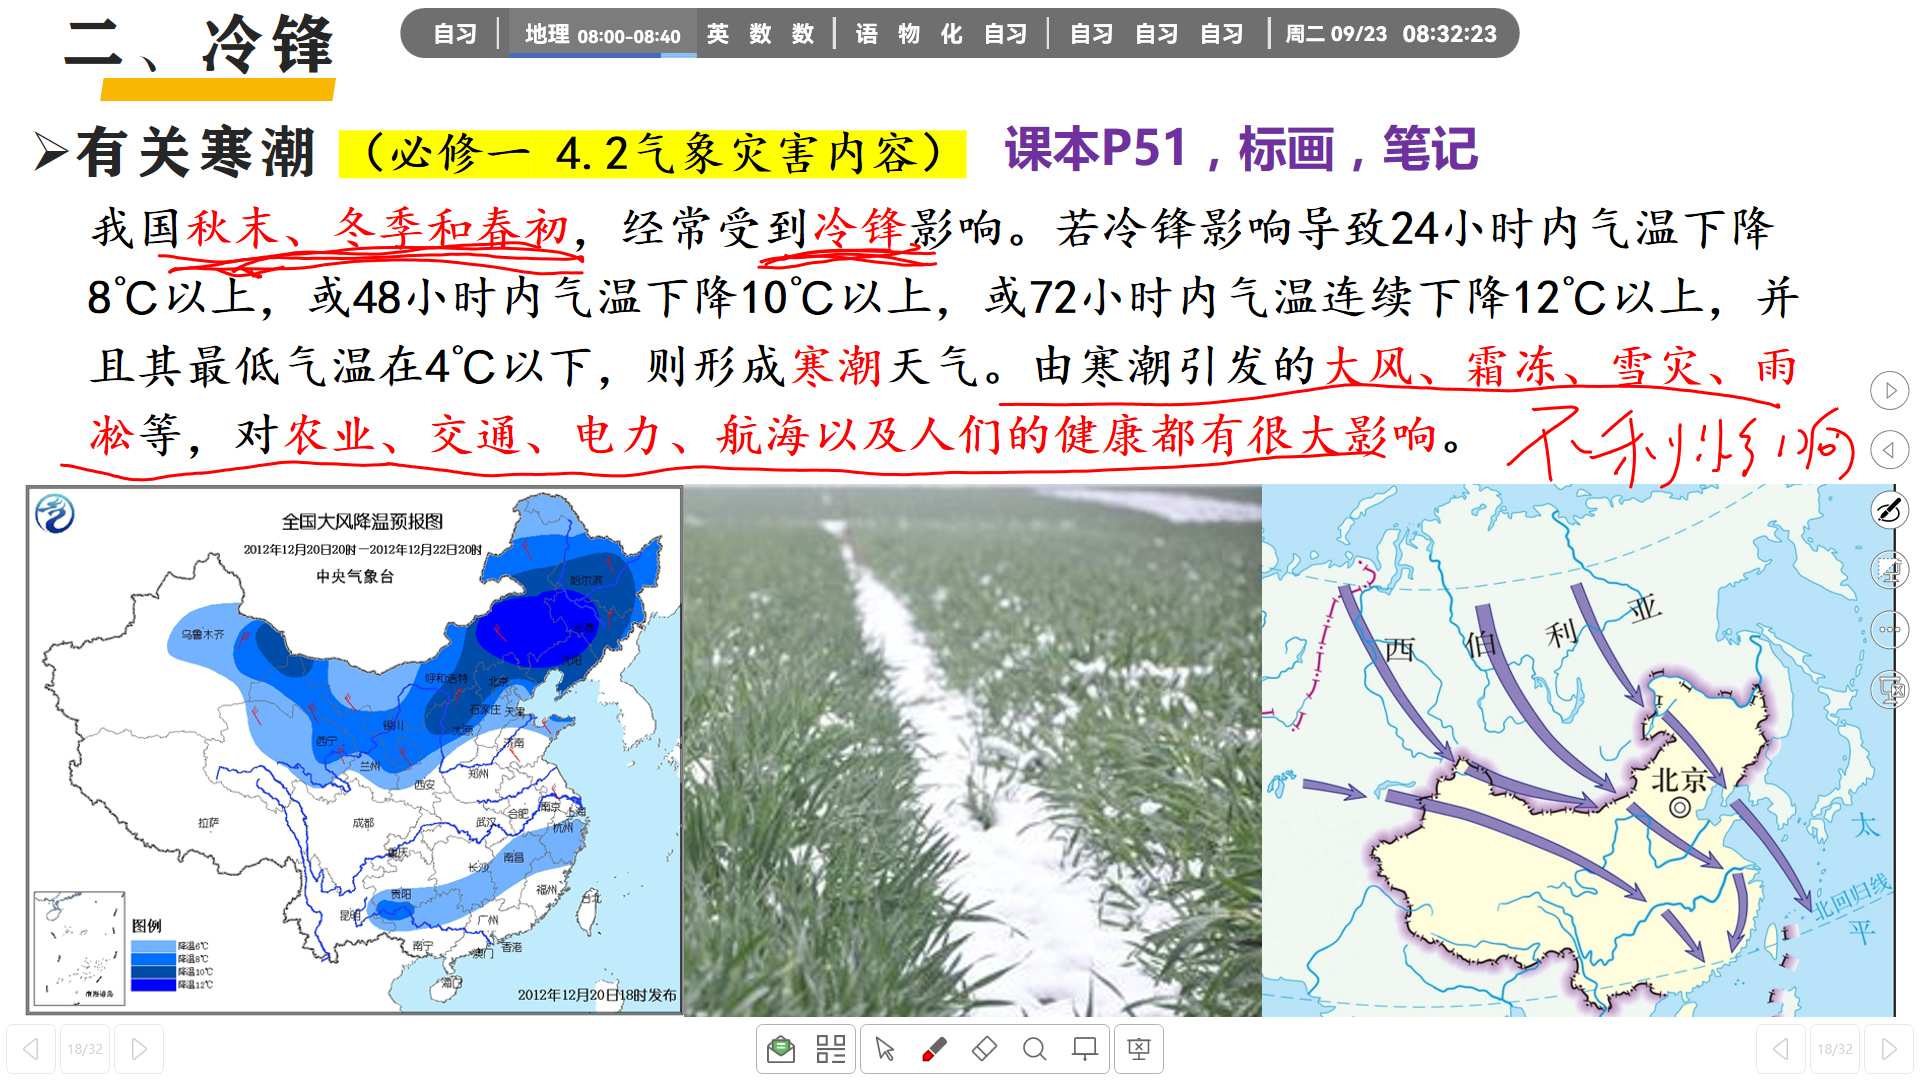 二、冷锋
自习 地理 08:00-08:40 英 数 数 语 物 化 自习 自习 自习 自习 周二 09/23 08:32:23
➢有关寒潮 （必修一 4.2气象灾害内容） 课本P51，标画，笔记
我国秋末、冬季和春初，经常受到冷锋影响。若冷锋影响导致24小时内气温下降
8℃以上，或48小时内气温下降10℃以上，或72小时内气温连续下降12℃以上，并
且其最低气温在4℃以下，则形成寒潮天气。由寒潮引发的大风、霜冻、雪灾、雨
凇等，对农业、交通、电力、航海以及人们的健康都有很大影响。
不利影响
全国大风降温预报图
2012年12月20日20时－2012年12月22日20时
中央气象台
哈尔滨
长春
乌鲁木齐
沈阳
呼和浩特
北京
石家庄 天津
银川
太原
西宁
济南
兰州
郑州
西安
南京 上海
合肥
拉萨
成都
武汉
杭州
重庆
南昌
长沙
贵阳
福州
昆明
台北
广州
南宁
香港
澳门
海口
图例
降温6℃
降温8℃
降温10℃
降温12℃
南海诸岛
2012年12月20日18时发布
西 伯 利 亚
北京
太
平
北回归线
18/32
18/32